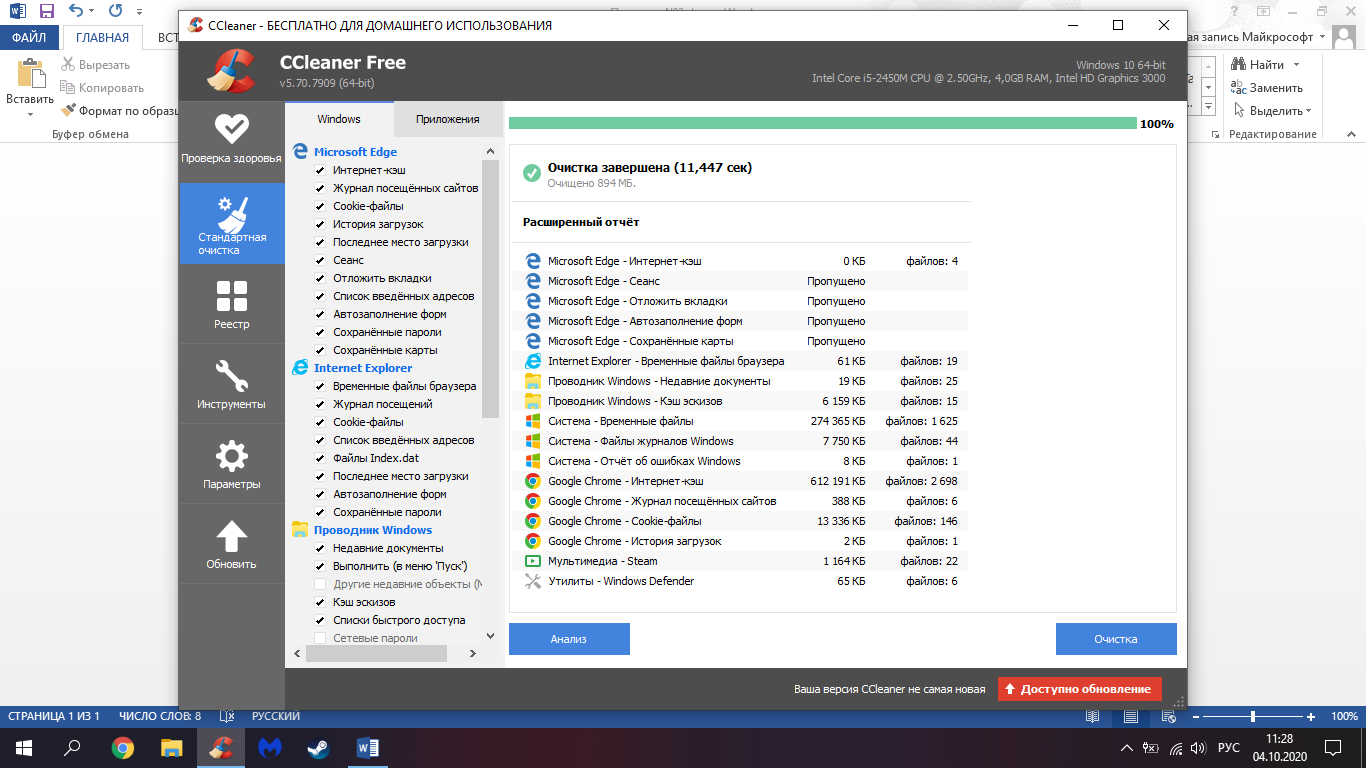 CCleaner - БЕСПЛАТНО ДЛЯ ДОМАШНЕГО ИСПОЛЬЗОВАНИЯ
ФАЙЛ
ГЛАВНАЯ
Майкрософт
Вставить
Вырезать
Копировать
Формат по
Буфер обмена
Найти
Заменить
Выделить
Редактирование
CCleaner Free
v5.70.7909 (64-bit)
Windows 10 64-bit
Intel Core i5-2450M CPU @ 2.50GHz, 4,0GB RAM, Intel HD Graphics 3000
Проверка здоровья
Стандартная
очистка
Реестр
Инструменты
Параметры
Обновить
Windows
Приложения
Microsoft Edge
Интернет-кэш
Журнал посещённых сайтов
Cookie-файлы
История загрузок
Последнее место загрузки
Сеанс
Отложить вкладки
Список введённых адресов
Автозаполнение форм
Сохранённые пароли
Сохранённые карты
Internet Explorer
Временные файлы браузера
Журнал посещений
Cookie-файлы
Список введённых адресов
Файлы Index.dat
Последнее место загрузки
Автозаполнение форм
Сохранённые пароли
Проводник Windows
Недавние документы
Выполнить (в меню 'Пуск')
Другие недавние объекты
Кэш эскизов
Списки быстрого доступа
Сетевые пароли
100%
Очистка завершена (11,447 сек)
Очищено 894 МБ.
Расширенный отчёт
Microsoft Edge - Интернет-кэш 0 КБ файлов: 4
Microsoft Edge - Сеанс Пропущено
Microsoft Edge - Отложить вкладки Пропущено
Microsoft Edge - Автозаполнение форм Пропущено
Microsoft Edge - Сохранённые карты Пропущено
Internet Explorer - Временные файлы браузера 61 КБ файлов: 19
Проводник Windows - Недавние документы 19 КБ файлов: 25
Проводник Windows - Кэш эскизов 6 159 КБ файлов: 15
Система - Временные файлы 274 365 КБ файлов: 1 625
Система - Файлы журналов Windows 7 750 КБ файлов: 44
Система - Отчёт об ошибках Windows 8 КБ файлов: 1
Google Chrome - Интернет-кэш 612 191 КБ файлов: 2 698
Google Chrome - Журнал посещённых сайтов 388 КБ файлов: 6
Google Chrome - Cookie-файлы 13 336 КБ файлов: 146
Google Chrome - История загрузок 2 КБ файлов: 1
Мультимедиа - Steam 1 164 КБ файлов: 22
Утилиты - Windows Defender 65 КБ файлов: 6
Анализ
Очистка
Ваша версия CCleaner не самая новая
Доступно обновление
СТРАНИЦА 1 ИЗ 1 ЧИСЛО СЛОВ: 8 РУССКИЙ
100%
РУС
11:28
04.10.2020